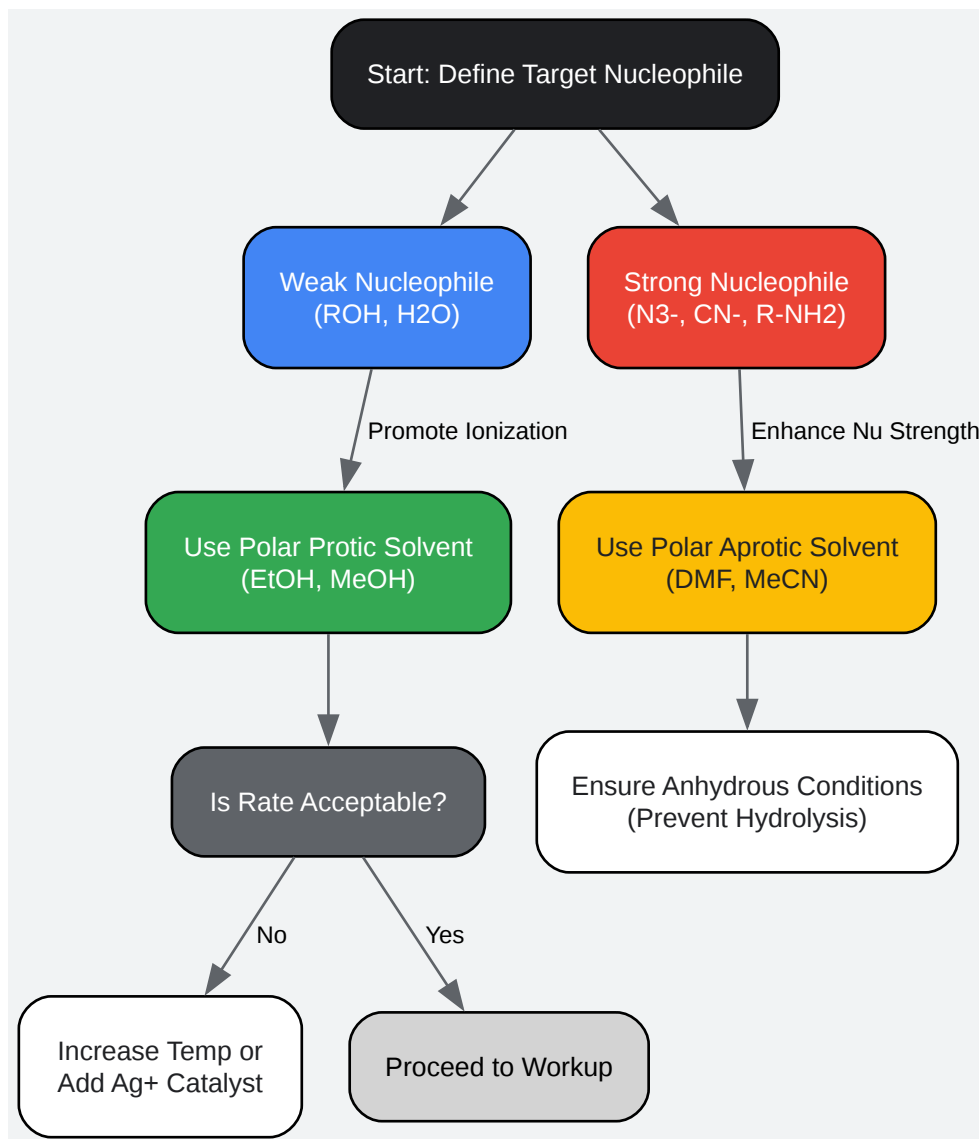 Start: Define Target Nucleophile
Weak Nucleophile
(ROH, H2O)
Strong Nucleophile
(N3-, CN-, R-NH2)
Promote Ionization
Enhance Nu Strength
Use Polar Protic Solvent
(EtOH, MeOH)
Use Polar Aprotic Solvent
(DMF, MeCN)
Is Rate Acceptable?
Ensure Anhydrous Conditions
(Prevent Hydrolysis)
No
Yes
Increase Temp or
Add Ag+ Catalyst
Proceed to Workup